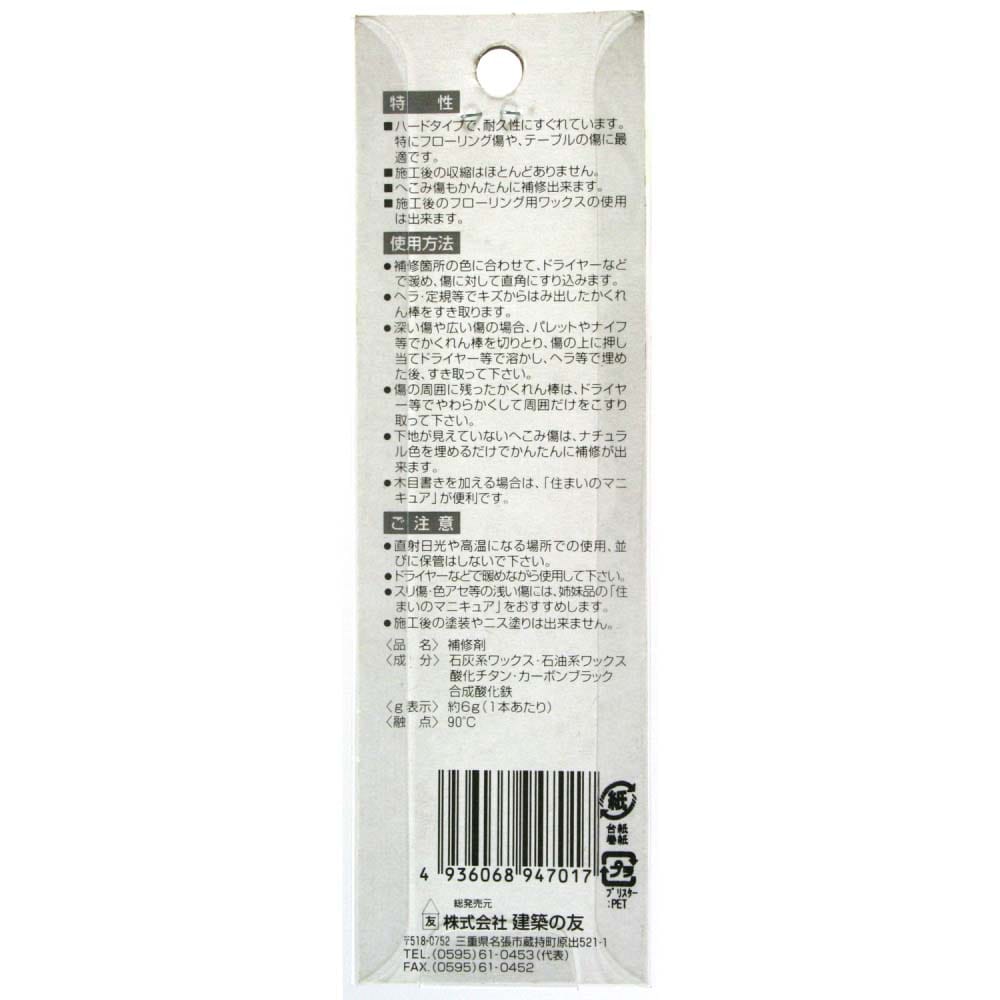 特 性
■ハードタイプで、耐久性にすぐれています。
特にフローリング傷や、テーブルの傷に最
適です。
■施工後の収縮はほとんどありません。
■へこみ傷もかんたんに補修出来ます。
■施工後のフローリング用ワックスの使用
は出来ます。
使用方法
●補修箇所の色に合わせて、ドライヤーなど
で暖め、傷に対して直角にすり込みます。
●ヘラ・定規等でキズからはみ出したかくれ
ん棒をすき取ります。
●深い傷や広い傷の場合、パレットやナイフ
等でかくれん棒を切りとり、傷の上に押し
当てドライヤー等で溶かし、ヘラ等で埋め
た後、すき取って下さい。
●傷の周囲に残ったかくれん棒は、ドライヤ
ー等でやわらかくして周囲だけをこすり
取って下さい。
●下地が見えていないへこみ傷は、ナチュラ
ル色を埋めるだけでかんたんに補修が出
来ます。
●木目書きを加える場合は、「住まいのマニ
キュア」が便利です。
ご注意
●直射日光や高温になる場所での使用、並
びに保管はしないで下さい。
●ドライヤーなどで暖めながら使用して下さい。
●スリ傷・色アセ等の浅い傷には、姉妹品の「住
まいのマニキュア」をおすすめします。
●施工後の塗装やニス塗りは出来ません。
〈品 名〉 補修剤
〈成 分〉 石灰系ワックス・石油系ワックス
酸化チタン・カーボンブラック
合成酸化鉄
〈g表示〉 約6g(1本あたり)
〈融 点〉 90℃
紙
台紙
巻紙
4 936068 947017
プラ
ブリスター
:PET
総発売元
友 株式会社 建築の友
〒518-0752 三重県名張市蔵持町原出521-1
TEL.(0595)61-0453(代表)
FAX.(0595)61-0452